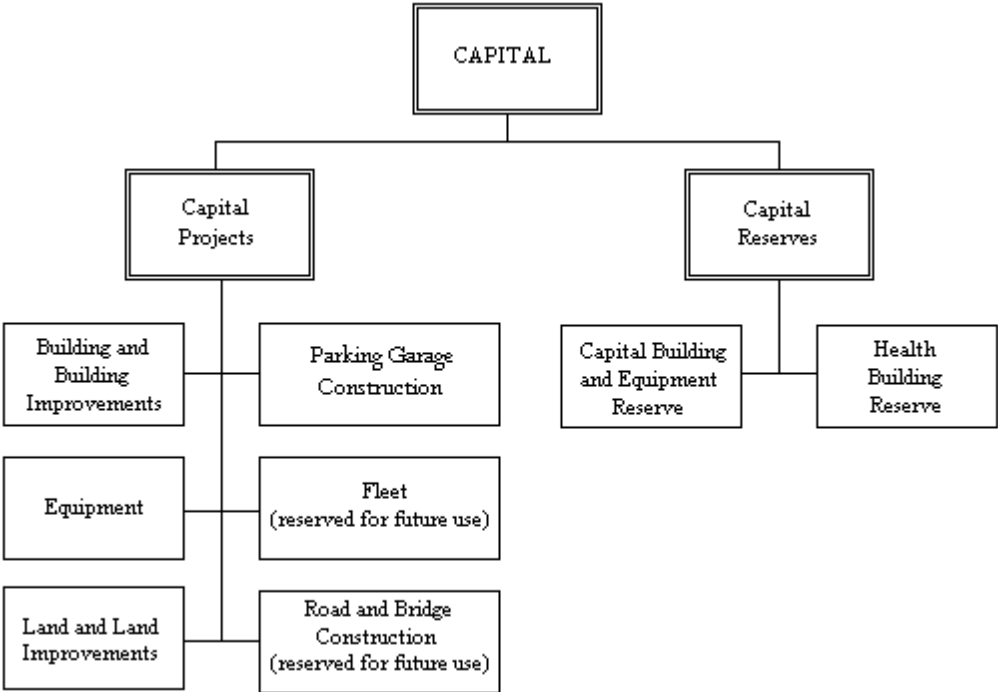 CAPITAL
Capital
Projects
Capital
Reserves
Building and
Building
Improvements
Parking Garage
Construction
Capital Building
and Equipment
Reserve
Health
Building
Reserve
Equipment
Fleet
(reserved for future use)
Land and Land
Improvements
Road and Bridge
Construction
(reserved for future use)